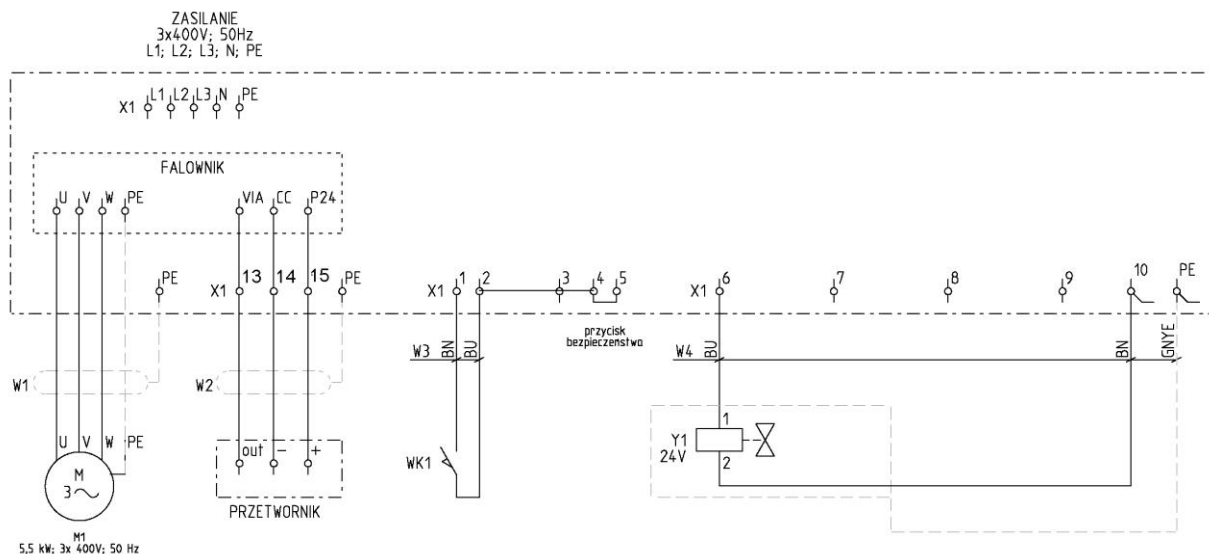 ZASILANIE
3x400V; 50Hz
L1; L2; L3; N; PE
X1 L1 L2 L3 N PE
FALOWNIK
U V W PE VIA CC P24
PE X1 13 14 15 PE X1 1 2 3 4 5 X1 6 7 8 9 10 PE
przycisk
bezpieczenstwa
W3 BN BU W4 BU BN GNYE
W1 W2
U V W PE out - + WK1 1
Y1
24V
2
M
3~
PRZETWORNIK
M1
5,5 kW; 3x 400V; 50 Hz